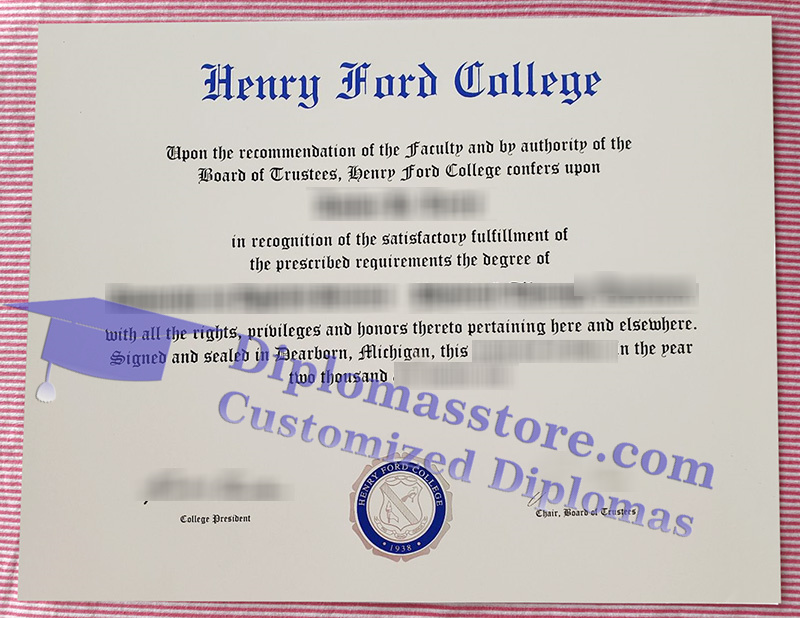 Henry Ford College
Upon the recommendation of the Faculty and by authority of the
Board of Trustees, Henry Ford College confers upon
in recognition of the satisfactory fulfillment of
the prescribed requirements the degree of
with all the rights, privileges and honors thereto pertaining here and elsewhere.
Signed and sealed in Dearborn, Michigan, this n the year
two thousand
Diplomasstore.com
Customized Diplomas
HENRY FORD COLLEGE
1938
College President
Chair, Board of Trustees